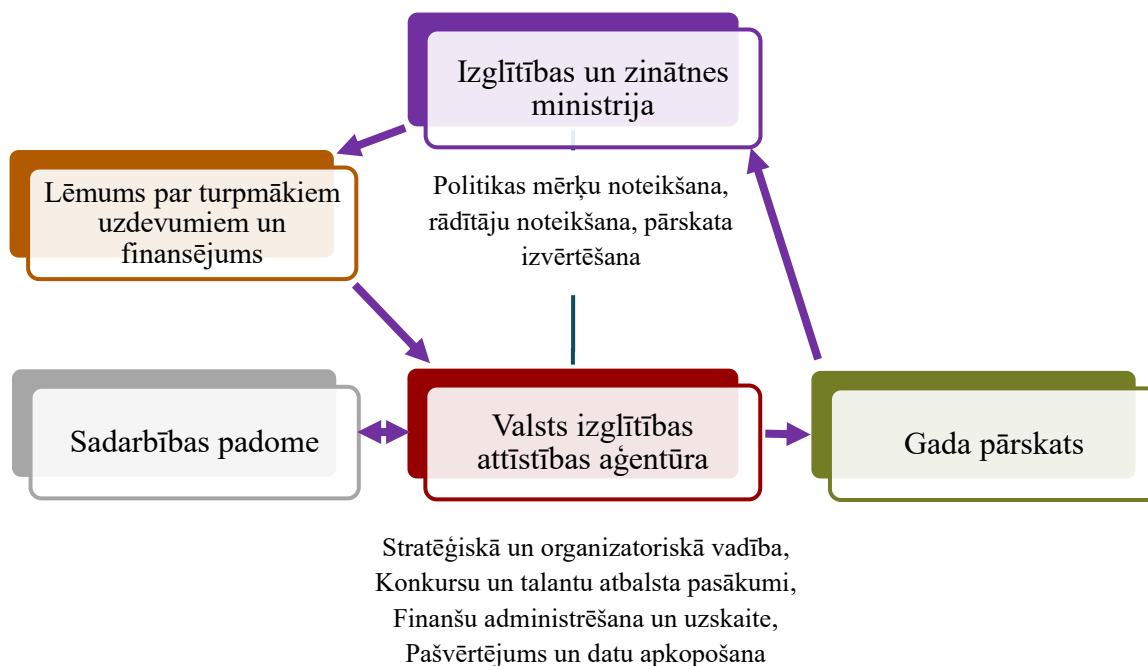 Izglītības un zinātnes
ministrija
Lēmums par turpmākiem
uzdevumiem un
finansējums
Politikas mērķu noteikšana,
rādītāju noteikšana, pārskata
izvērtēšana
Sadarbības padome
Valsts izglītības
attīstības aģentūra
Gada pārskats
Stratēģiskā un organizatoriskā vadība,
Konkursu un talantu atbalsta pasākumi,
Finanšu administrēšana un uzskaite,
Pašvērtējums un datu apkopošana